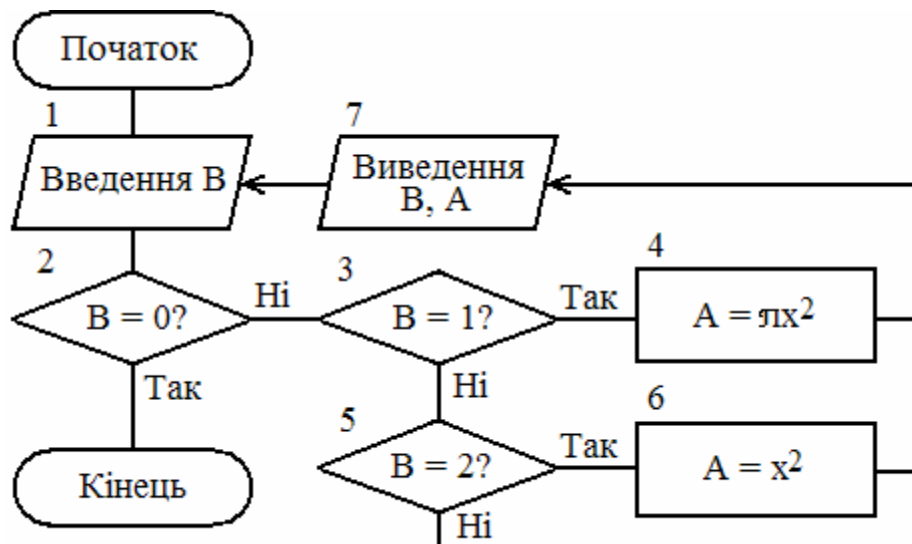 Початок
1
Введення B
7
Виведення
B, A
2
B = 0?
Ні
3
B = 1?
Так
4
A = πx²
Так
Ні
5
B = 2?
Так
6
A = x²
Кінець
Ні